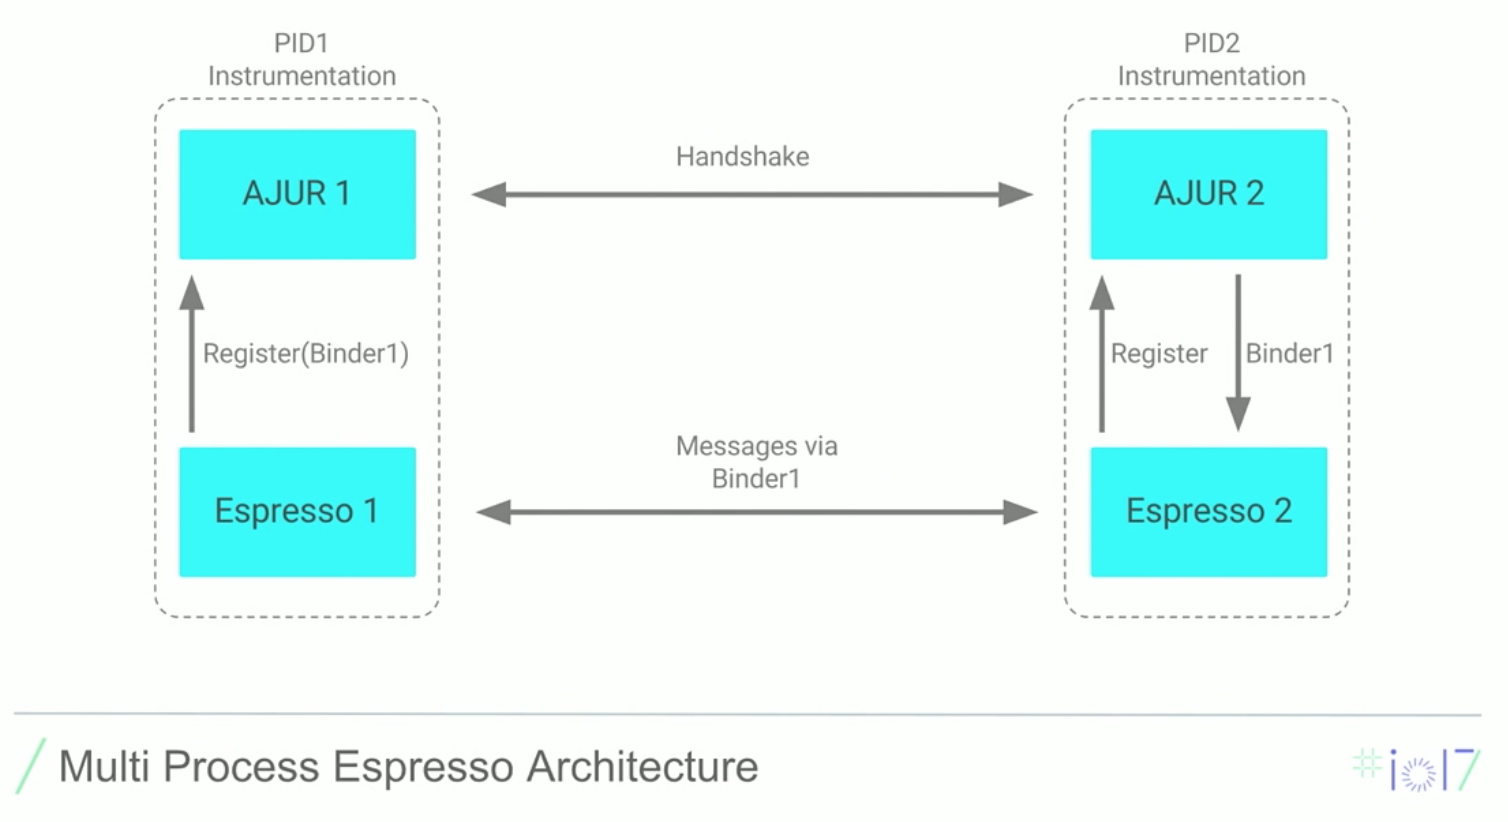 PID1
Instrumentation
PID2
Instrumentation
AJUR 1
Handshake
AJUR 2
Register(Binder1)
Register
Binder1
Messages via
Binder1
Espresso 1
Espresso 2
Multi Process Espresso Architecture
#io17